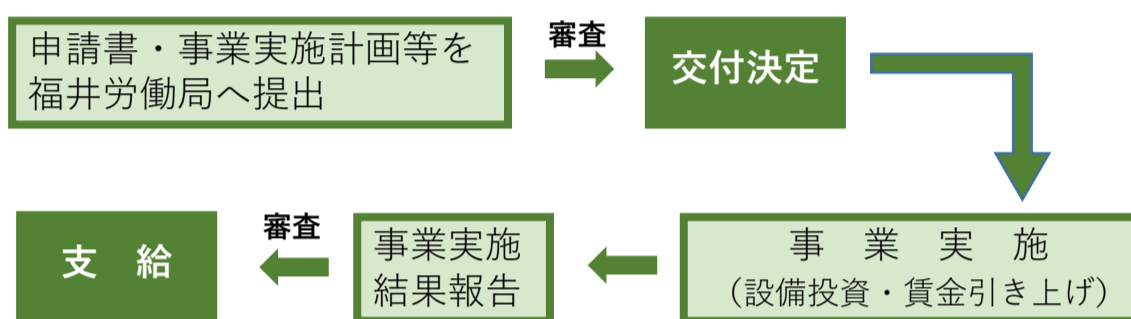 申請書・事業実施計画等を
福井労働局へ提出
審査
交付決定
事　業　実　施
（設備投資・賃金引き上げ）
事業実施
結果報告
審査
支　給